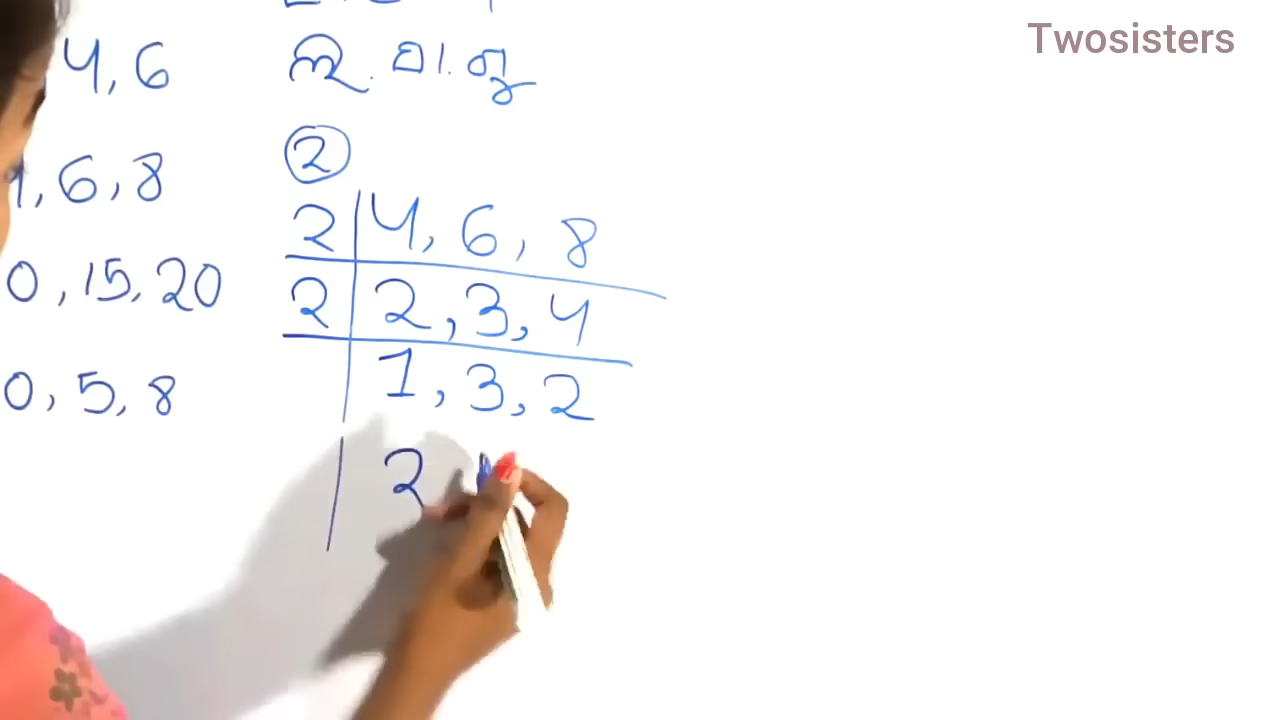 Twosisters
4, 6
ଲ. ସା. ଗୁ
, 6, 8
②
2 | 4, 6, 8
0, 15, 20
2 | 2, 3, 4
1, 3, 2
0, 5, 8
2